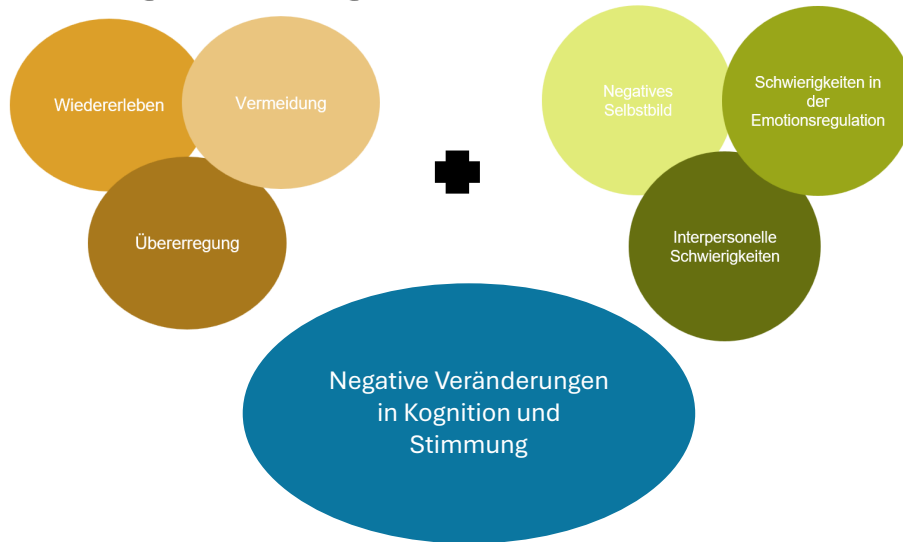 Wiedererleben
Vermeidung
Übererregung
Negatives
Selbstbild
Schwierigkeiten in
der
Emotionsregulation
Interpersonelle
Schwierigkeiten
Negative Veränderungen
in Kognition und
Stimmung